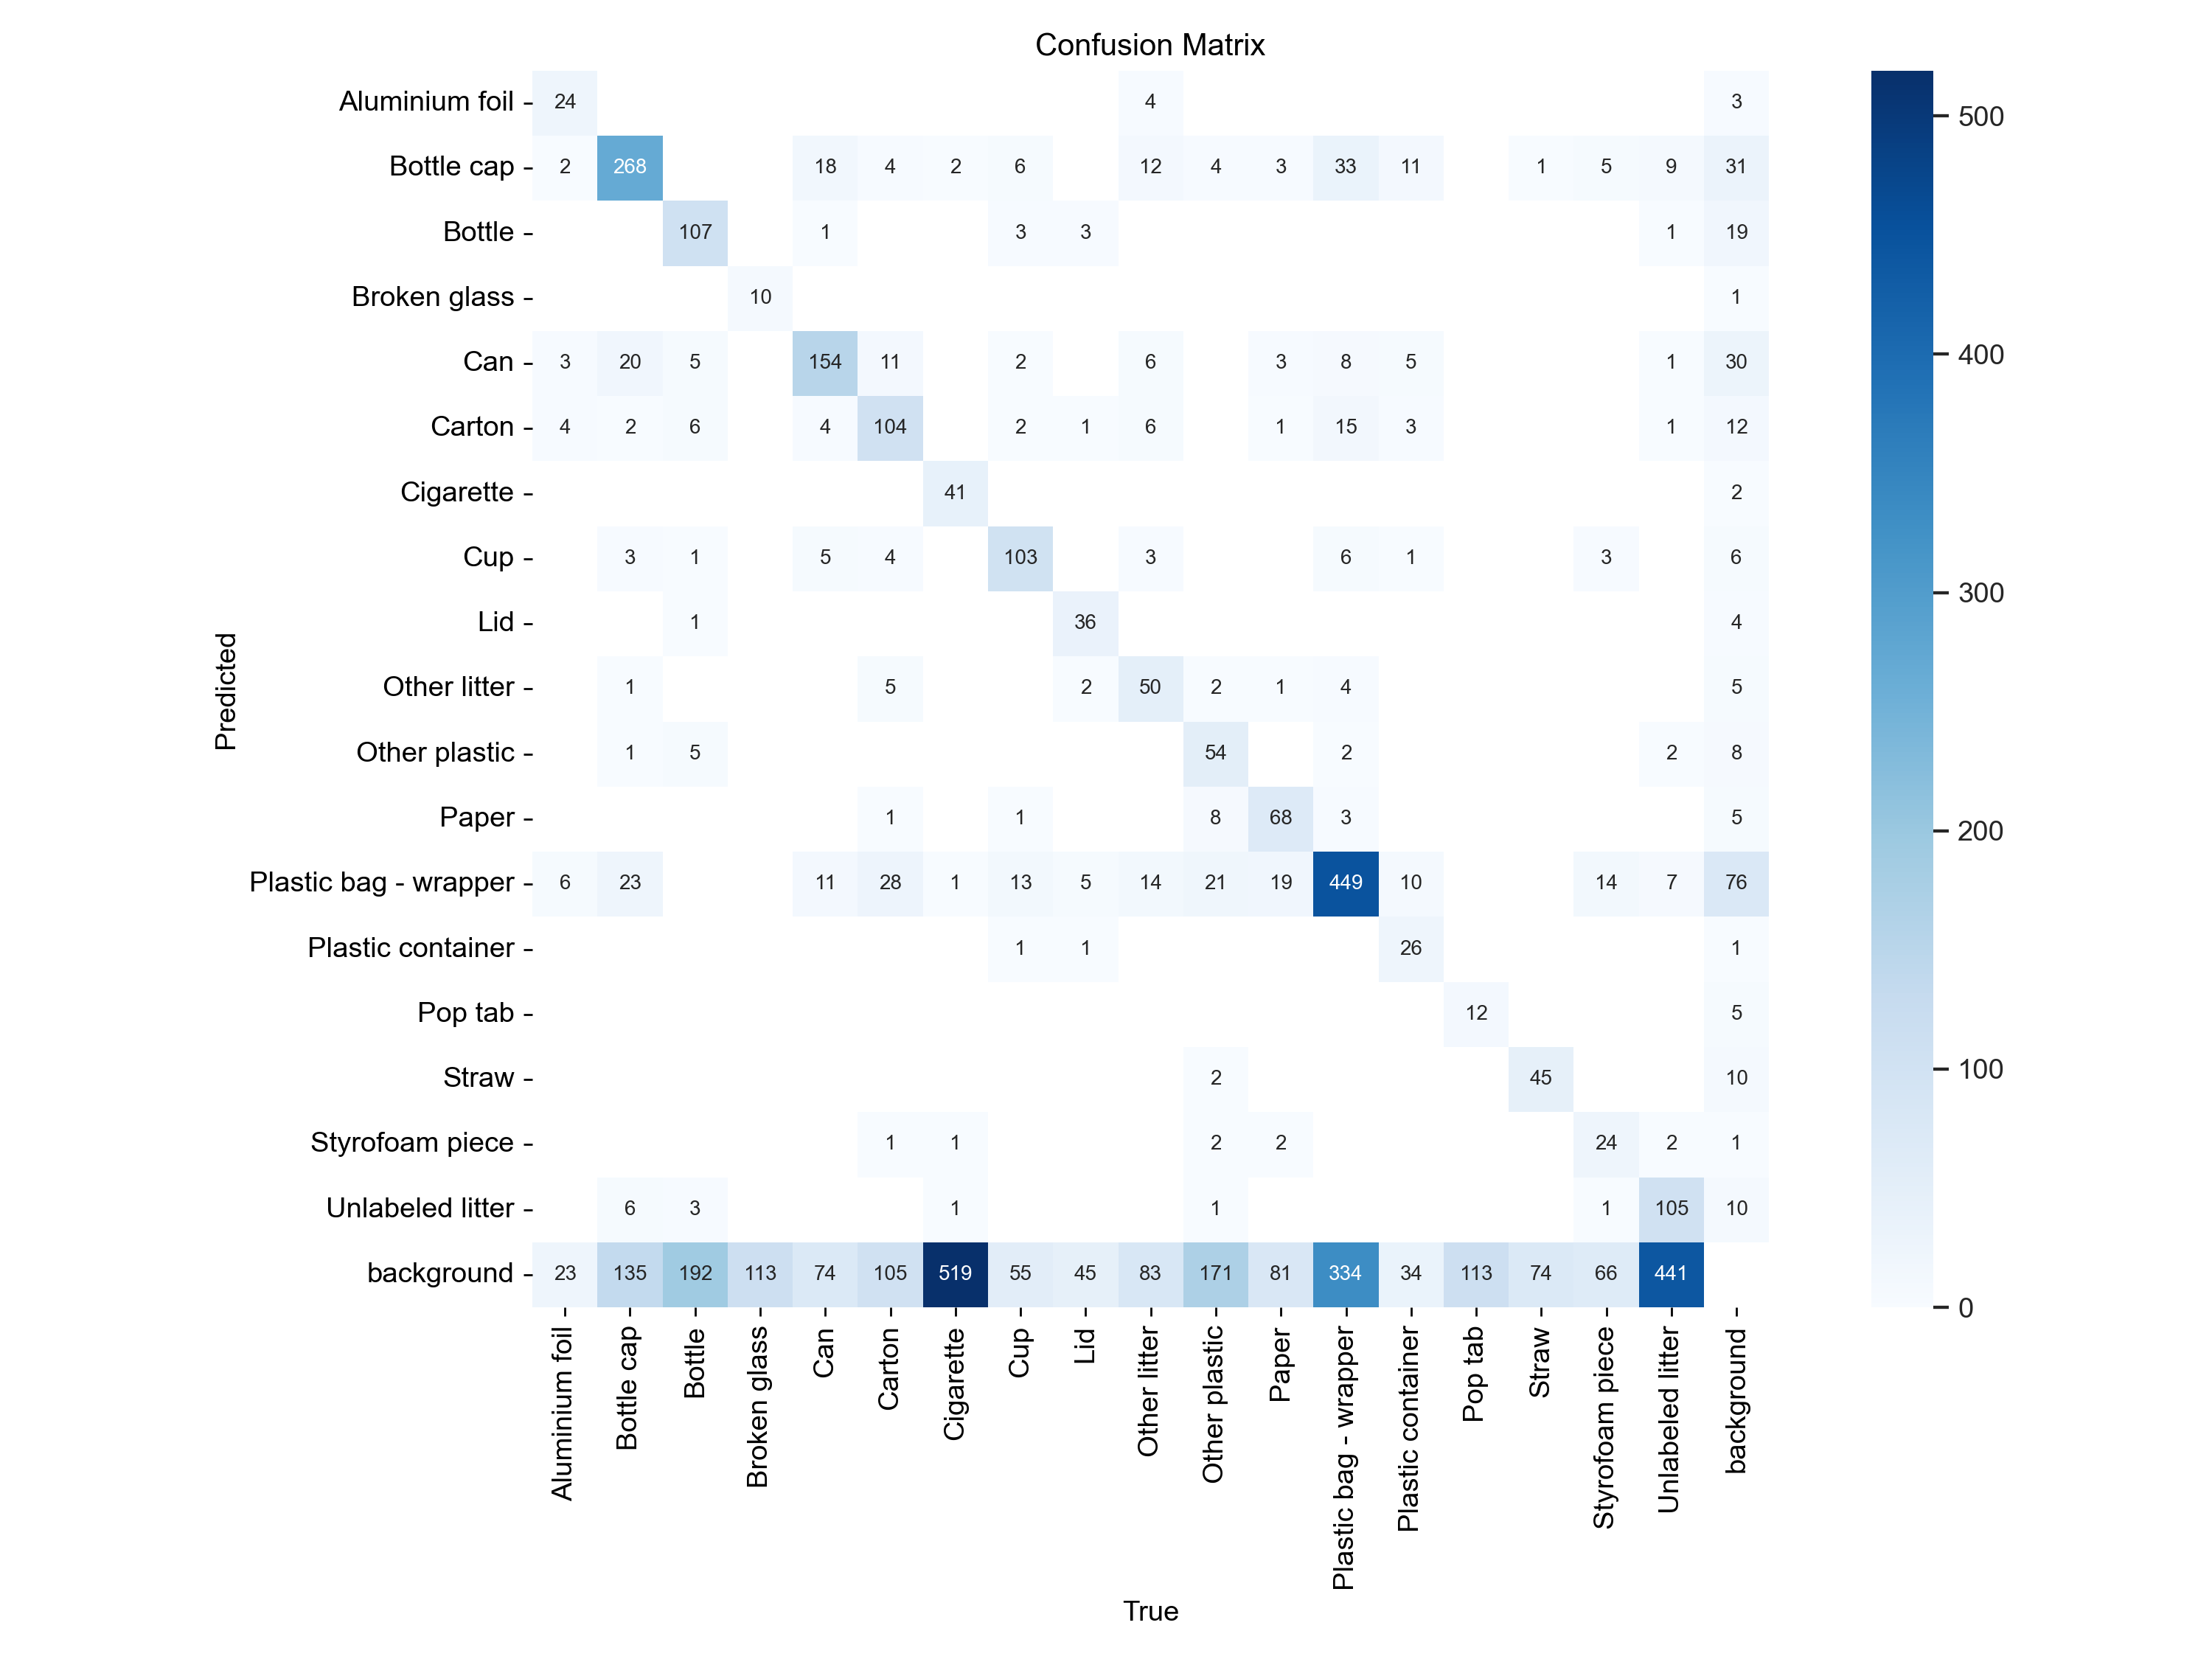 Confusion Matrix
Aluminium foil 24 4 3
Bottle cap 2 268 18 4 2 6 12 4 3 33 11 1 5 9 31
Bottle 107 1 3 3 1 19
Broken glass 10 1
Can 3 20 5 154 11 2 6 3 8 5 1 30
Carton 4 2 6 4 104 2 1 6 1 15 3 1 12
Cigarette 41 2
Cup 3 1 5 4 103 3 6 1 3 6
Lid 1 36 4
Other litter 1 5 2 50 2 1 4 5
Other plastic 1 5 54 2 2 8
Paper 1 1 8 68 3 5
Plastic bag - wrapper 6 23 11 28 1 13 5 14 21 19 449 10 14 7 76
Plastic container 1 1 26 1
Pop tab 12 5
Straw 2 45 10
Styrofoam piece 1 1 2 2 24 2 1
Unlabeled litter 6 3 1 1 1 105 10
background 23 135 192 113 74 105 519 55 45 83 171 81 334 34 113 74 66 441
Predicted
Aluminium foil
Bottle cap
Bottle
Broken glass
Can
Carton
Cigarette
Cup
Lid
Other litter
Other plastic
Paper
Plastic bag - wrapper
Plastic container
Pop tab
Straw
Styrofoam piece
Unlabeled litter
background
True
500
400
300
200
100
0